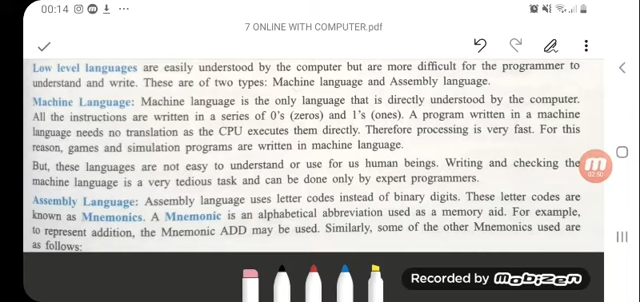 00:14
7 ONLINE WITH COMPUTER.pdf
Low level languages are easily understood by the computer but are more difficult for the programmer to
understand and write. These are of two types: Machine language and Assembly language.
Machine Language: Machine language is the only language that is directly understood by the computer.
All the instructions are written in a series of 0's (zeros) and 1's (ones). A program written in a machine
language needs no translation as the CPU executes them directly. Therefore processing is very fast. For this
reason, games and simulation programs are written in machine language.
But, these languages are not easy to understand or use for us human beings. Writing and checking the
machine language is a very tedious task and can be done only by expert programmers.
02:50
Assembly Language: Assembly language uses letter codes instead of binary digits. These letter codes are
known as Mnemonics. A Mnemonic is an alphabetical abbreviation used as a memory aid. For example,
to represent addition, the Mnemonic ADD may be used. Similarly, some of the other Mnemonics used are
as follows:
Recorded by mobizen